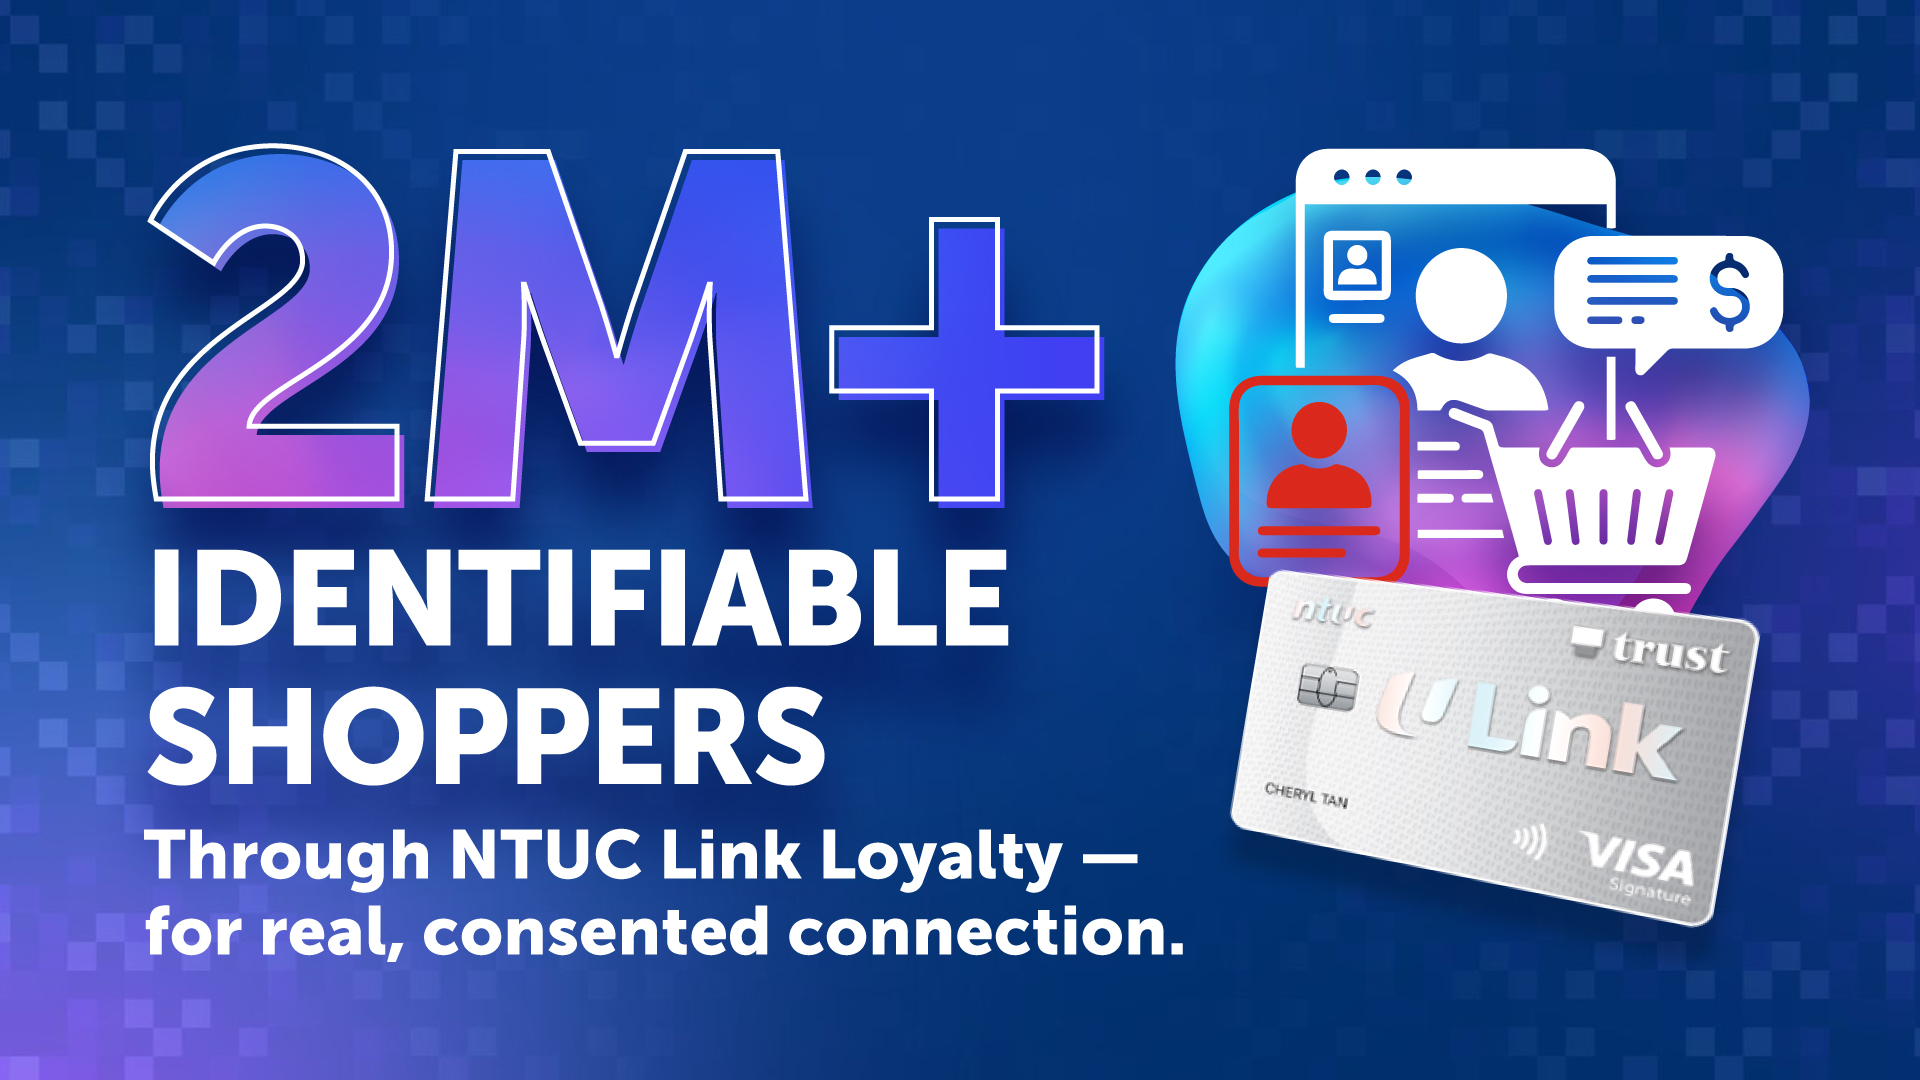 2M+
IDENTIFIABLE
SHOPPERS
Through NTUC Link Loyalty —
for real, consented connection.
$
ntuc
trust
U Link
CHERYL TAN
VISA
Signature